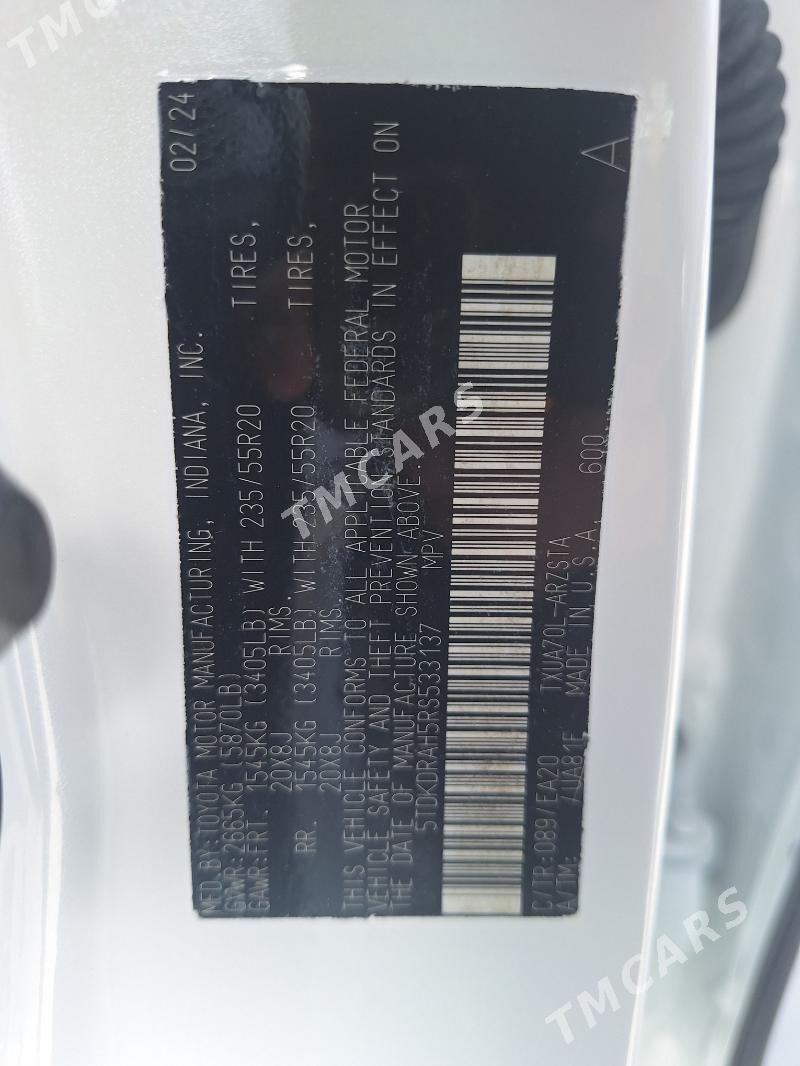 MFD.BY:TOYOTA MOTOR MANUFACTURING, INDIANA, INC. 02/24
GVWR:2665KG (5870LB)
GAWR:FRT. 1545KG (3405LB) WITH 235/55R20 TIRES,
20X8J RIMS.
RR. 1545KG (3405LB) WITH 235/55R20 TIRES,
20X8J RIMS.
THIS VEHICLE CONFORMS TO ALL APPLICABLE FEDERAL MOTOR
VEHICLE SAFETY AND THEFT PREVENTION STANDARDS IN EFFECT ON
THE DATE OF MANUFACTURE SHOWN ABOVE.
5TDKDRAH5RS533137 MPV
C/TR:089/EA20 TXUA70L-ARZSTA
A/TM: /UA81F MADE IN U.S.A. 600 A
TMCARS
TMCARS
TMCARS